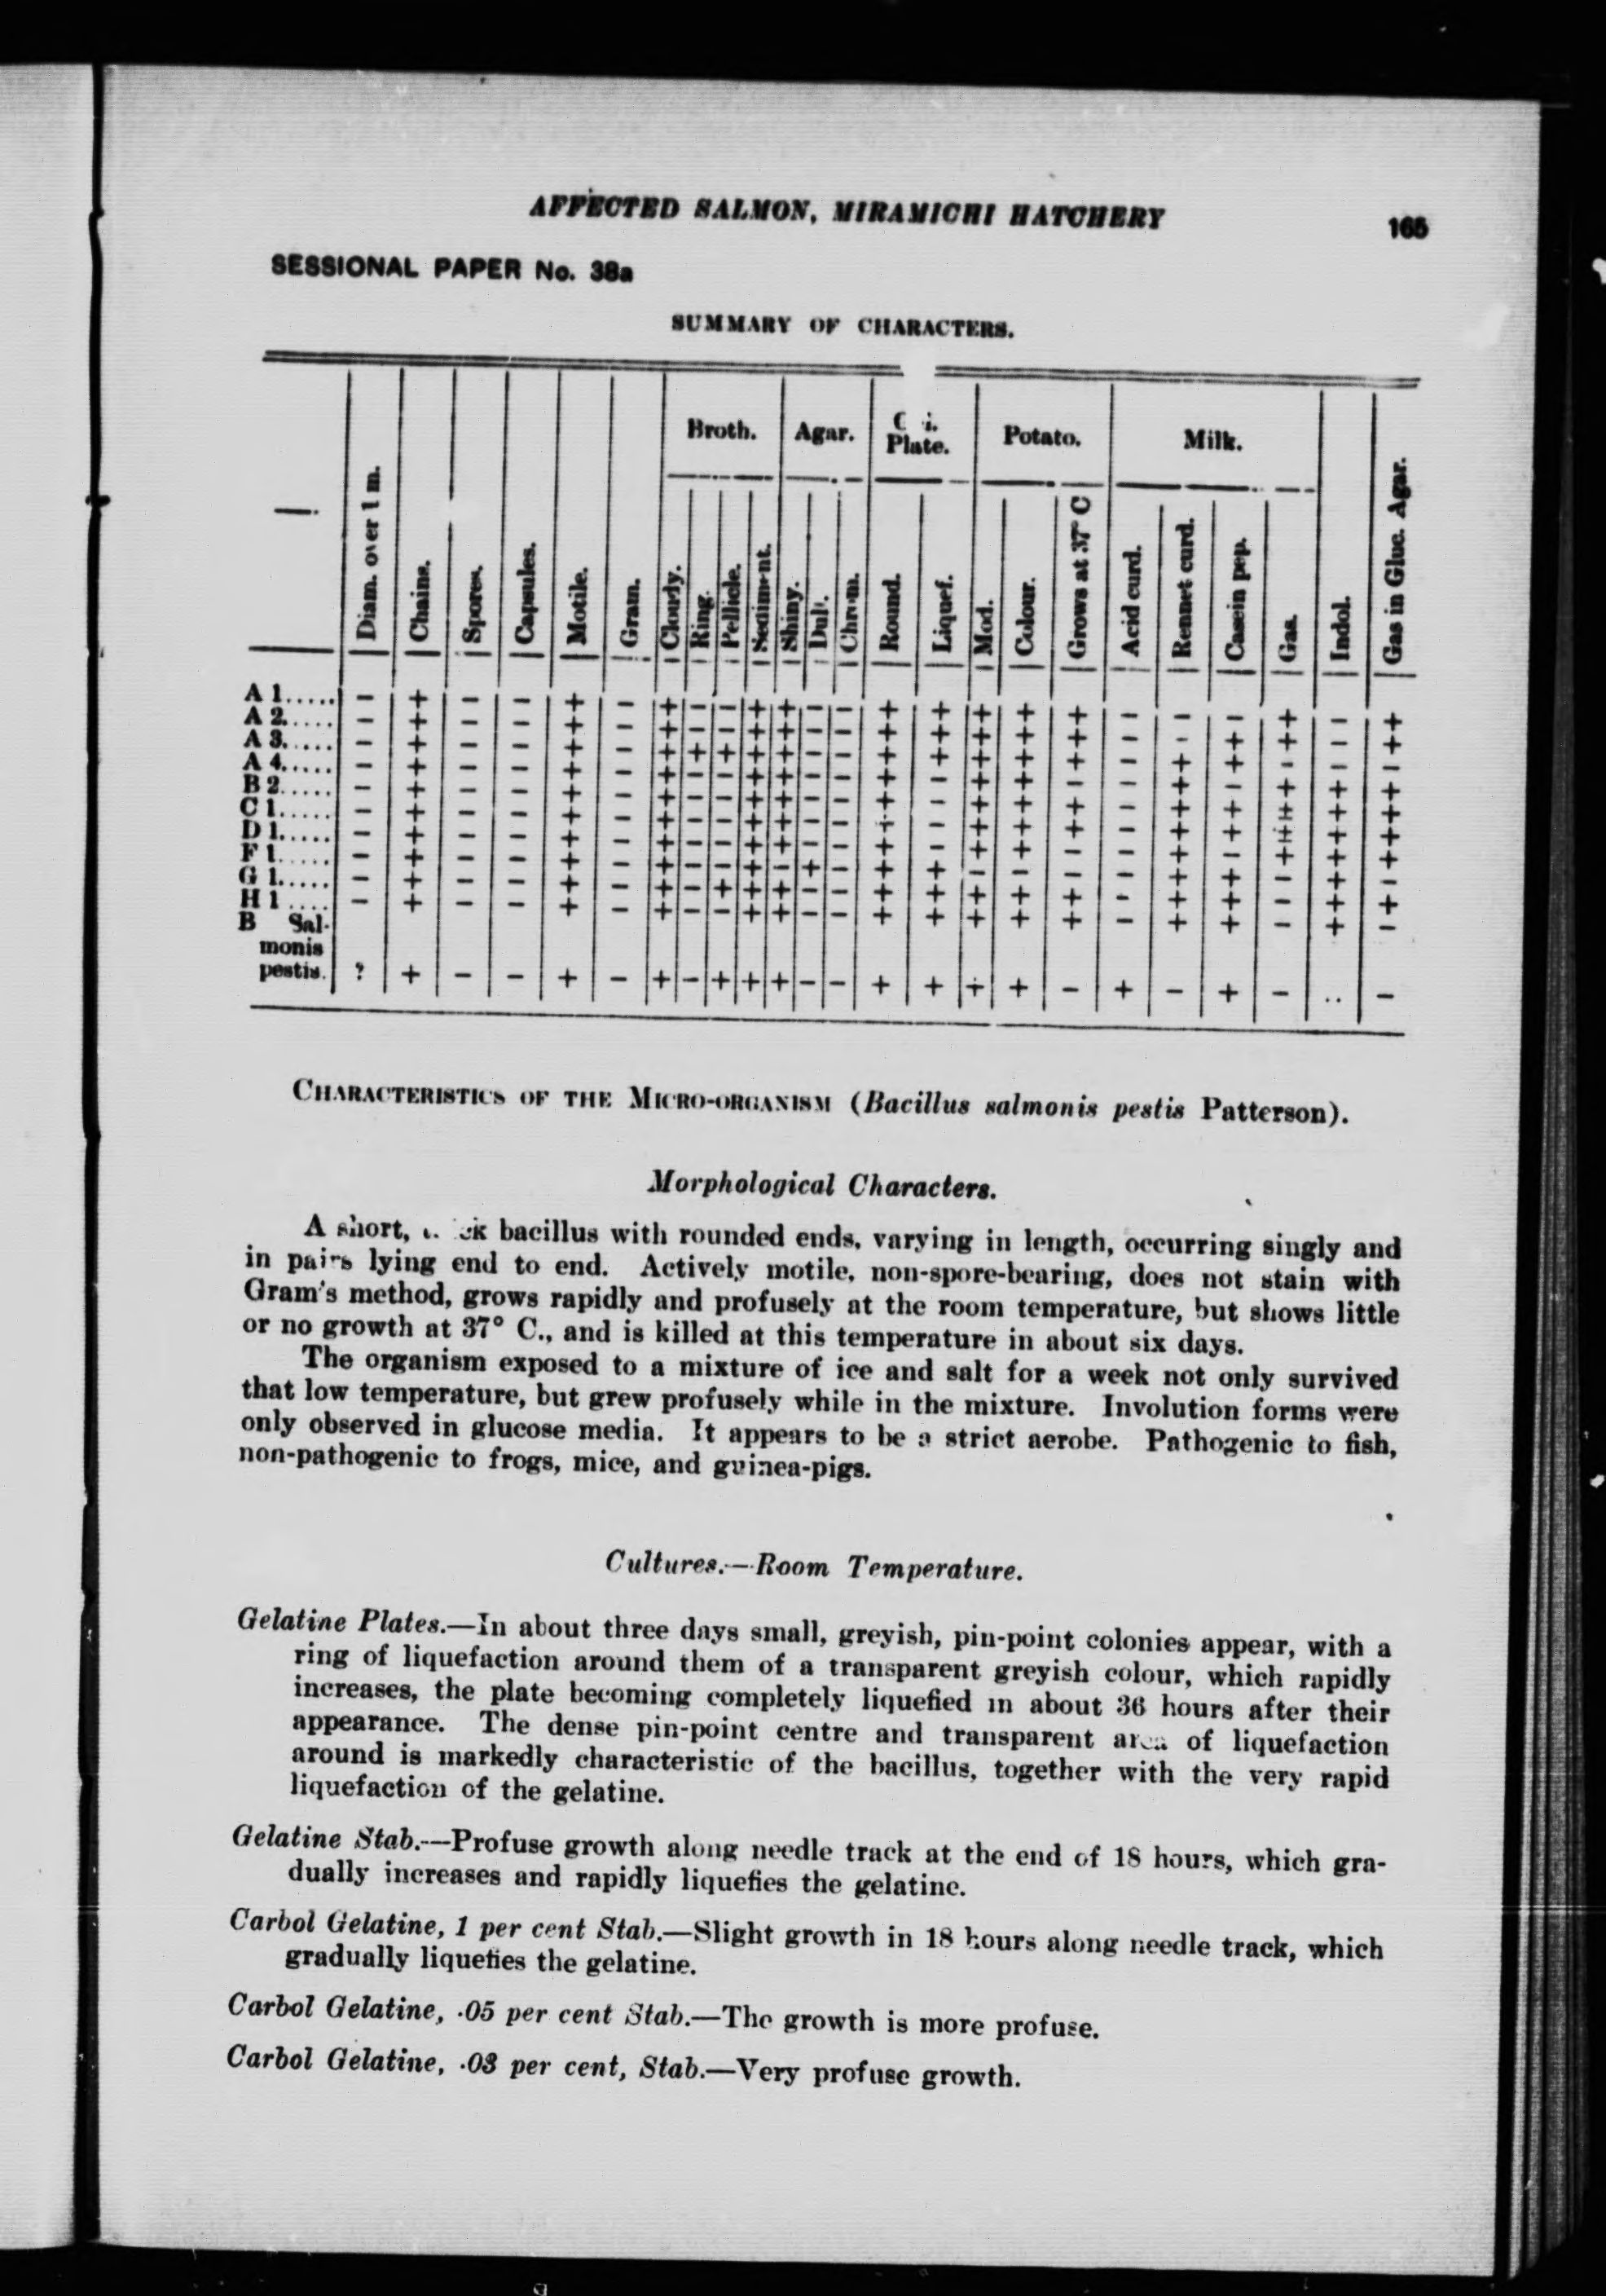 AFFECTED SALMON, MIRAMICHI HATCHERY 165
SESSIONAL PAPER No. 38a
SUMMARY OF CHARACTERS.
Broth. Agar. Plate. Potato. Milk.
— Diam. over 1 m. Chains. Spores. Capsules. Motile. Gram. Cloudy. Ring. Pellicle. Sediment. Shiny. Dull. Chrom. Round. Liquef. Mod. Colour. Grows at 37° C Acid curd. Rennet curd. Casein pep. Gas. Indol. Gas in Gluc. Agar.
A 1..... − + − − + − + − − + + − − + + + + + − − − + − +
A 2..... − + − − + − + − − + + − − + + + + + − − + + − +
A 3..... − + − − + − + + + + + − − + + + + + − + + − − −
A 4..... − + − − + − + − − + + − − + − + + − − + − + + +
B 2..... − + − − + − + − − + + − − + − + + + − + + ± + +
C 1..... − + − − + − + − − + + − − + − + + + − + + ± + +
D 1..... − + − − + − + − − + + − − + − + + − − + − + + +
F 1..... − + − − + − + − − + − + − + + − − − − + + − + −
G 1..... − + − − + − + − + + + − − + + + + + − + + − + +
H 1 .... − + − − + − + − − + + − − + + + + + − + + − + −
B Sal-
monis
pestis. ? + − − + − + − + + + − − + + + + − + − + − .. −
CHARACTERISTICS OF THE MICRO-ORGANISM (Bacillus salmonis pestis Patterson).
Morphological Characters.
A short, bacillus with rounded ends, varying in length, occurring singly and
in pairs lying end to end. Actively motile, non-spore-bearing, does not stain with
Gram's method, grows rapidly and profusely at the room temperature, but shows little
or no growth at 37° C., and is killed at this temperature in about six days.
The organism exposed to a mixture of ice and salt for a week not only survived
that low temperature, but grew profusely while in the mixture. Involution forms were
only observed in glucose media. It appears to be a strict aerobe. Pathogenic to fish,
non-pathogenic to frogs, mice, and guinea-pigs.
Cultures.—Room Temperature.
Gelatine Plates.—In about three days small, greyish, pin-point colonies appear, with a
ring of liquefaction around them of a transparent greyish colour, which rapidly
increases, the plate becoming completely liquefied in about 36 hours after their
appearance. The dense pin-point centre and transparent area of liquefaction
around is markedly characteristic of the bacillus, together with the very rapid
liquefaction of the gelatine.
Gelatine Stab.—Profuse growth along needle track at the end of 18 hours, which gra-
dually increases and rapidly liquefies the gelatine.
Carbol Gelatine, 1 per cent Stab.—Slight growth in 18 hours along needle track, which
gradually liquefies the gelatine.
Carbol Gelatine, ·05 per cent Stab.—The growth is more profuse.
Carbol Gelatine, ·03 per cent, Stab.—Very profuse growth.